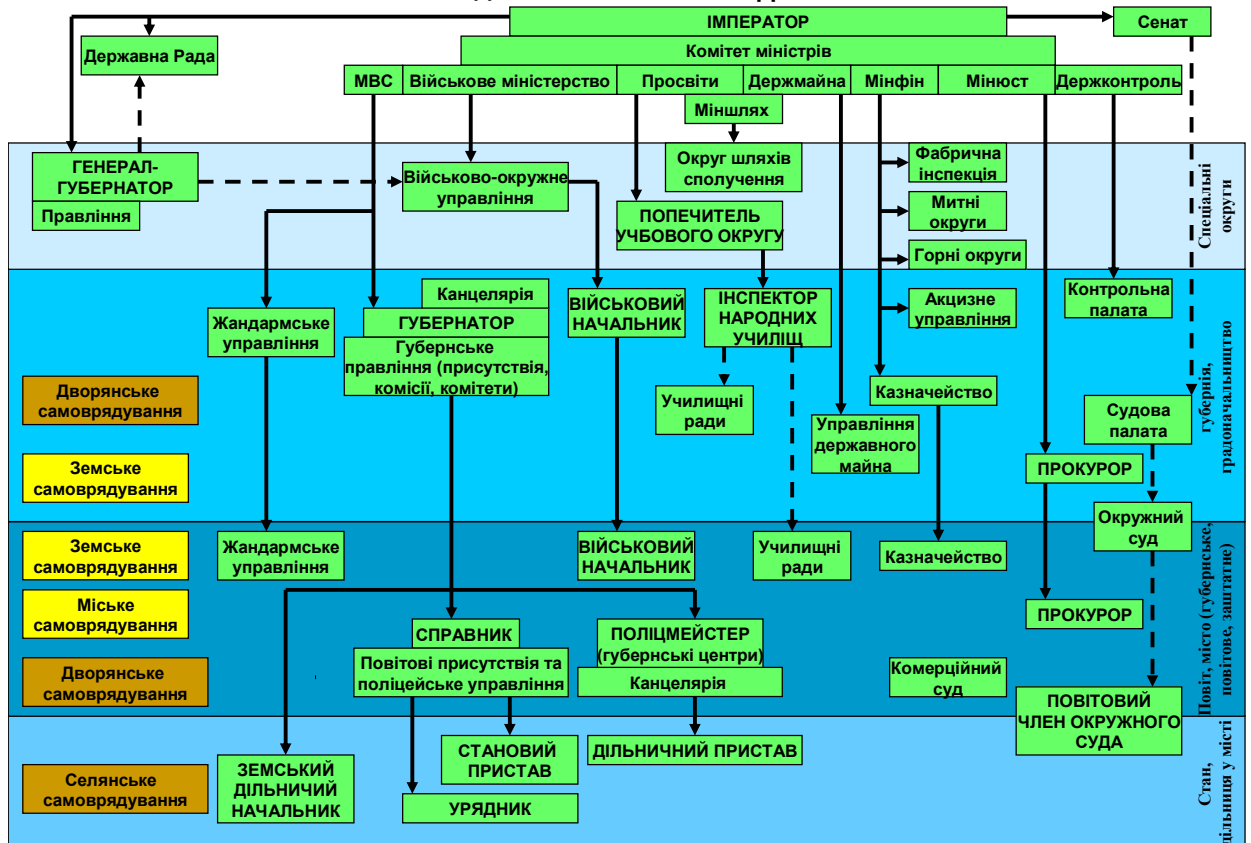 ІМПЕРАТОР
Сенат
Державна Рада
Комітет міністрів
МВС
Військове міністерство
Просвіти
Держмайна
Мінфін
Мінюст
Держконтроль
Міншлях
ГЕНЕРАЛ-
ГУБЕРНАТОР
Правління
Військово-окружне
управління
Округ шляхів
сполучення
Фабрична
інспекція
ПОПЕЧИТЕЛЬ
УЧБОВОГО ОКРУГУ
Митні
округи
Горні округи
Спеціальні
округи
Канцелярія
ГУБЕРНАТОР
Губернське
правління (присутствія,
комісії, комітети)
Жандармське
управління
ВІЙСЬКОВИЙ
НАЧАЛЬНИК
ІНСПЕКТОР
НАРОДНИХ
УЧИЛІЩ
Акцизне
управління
Контрольна
палата
Дворянське
самоврядування
Училищні
ради
Управління
державного
майна
Казначейство
Судова
палата
Земське
самоврядування
ПРОКУРОР
губернія,
градоначальництво
Земське
самоврядування
Жандармське
управління
ВІЙСЬКОВИЙ
НАЧАЛЬНИК
Училищні
ради
Казначейство
Окружний
суд
Міське
самоврядування
ПРОКУРОР
СПРАВНИК
Повітові присутствія та
поліцейське управління
ПОЛІЦМЕЙСТЕР
(губернські центри)
Канцелярія
Дворянське
самоврядування
Комерційний
суд
ПОВІТОВИЙ
ЧЛЕН ОКРУЖНОГО
СУДА
Повіт, місто (губернське,
повітове, заштатне)
Селянське
самоврядування
ЗЕМСЬКИЙ
ДІЛЬНИЧИЙ
НАЧАЛЬНИК
СТАНОВИЙ
ПРИСТАВ
ДІЛЬНИЧНИЙ ПРИСТАВ
УРЯДНИК
Стан,
дільниця у місті